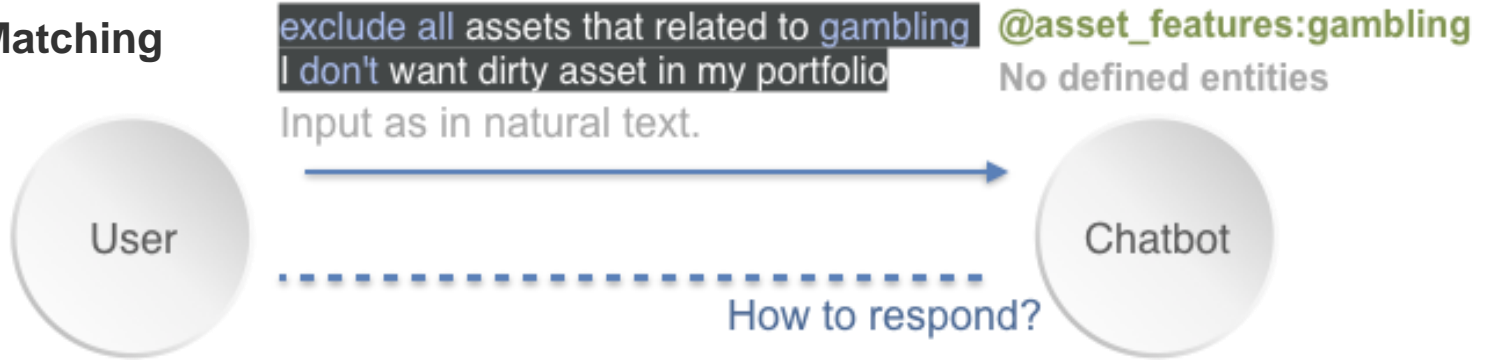 Matching
exclude all assets that related to gambling
@asset_features:gambling
I don't want dirty asset in my portfolio
No defined entities
Input as in natural text.
User
Chatbot
How to respond?